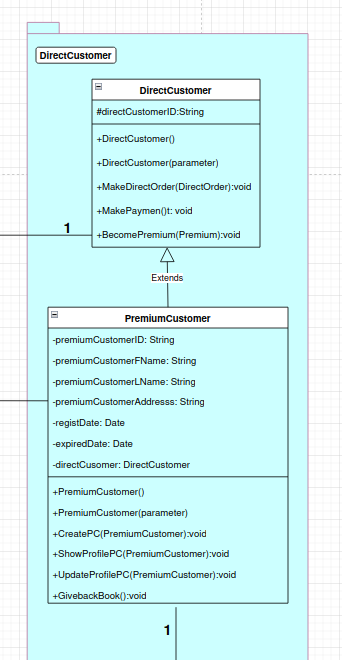 DirectCustomer
DirectCustomer
#directCustomerID:String
+DirectCustomer()
+DirectCustomer(parameter)
+MakeDirectOrder(DirectOrder):void
+MakePaymen()t: void
1
+BecomePremium(Premium):void
Extends
PremiumCustomer
-premiumCustomerID: String
-premiumCustomerFName: String
-premiumCustomerLName: String
-premiumCustomerAddresss: String
-registDate: Date
-expiredDate: Date
-directCusomer: DirectCustomer
+PremiumCustomer()
+PremiumCustomer(parameter)
+CreatePC(PremiumCustomer):void
+ShowProfilePC(PremiumCustomer):void
+UpdateProfilePC(PremiumCustomer):void
+GivebackBook():void
1